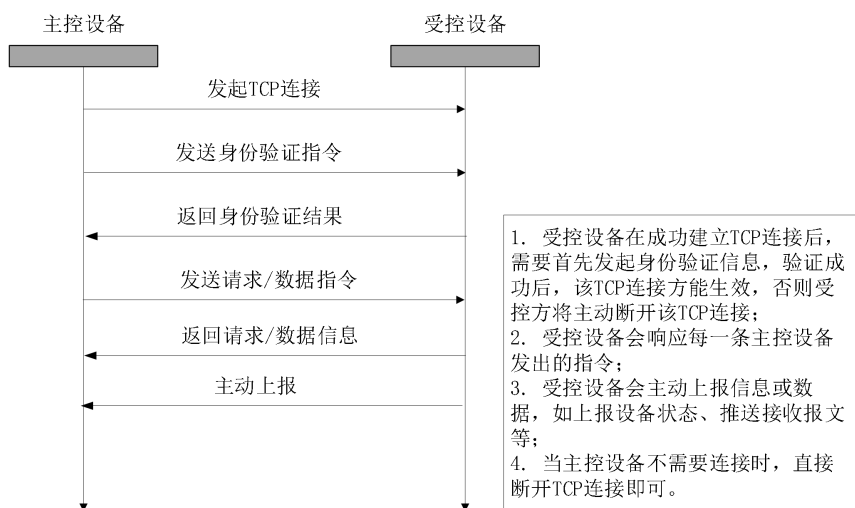 主控设备
受控设备
发起TCP连接
发送身份验证指令
返回身份验证结果
发送请求/数据指令
返回请求/数据信息
主动上报
1. 受控设备在成功建立TCP连接后，
需要首先发起身份验证信息，验证成
功后，该TCP连接方能生效，否则受
控方将主动断开该TCP连接；
2. 受控设备会响应每一条主控设备
发出的指令；
3. 受控设备会主动上报信息或数
据，如上报设备状态、推送接收报文
等；
4. 当主控设备不需要连接时，直接
断开TCP连接即可。